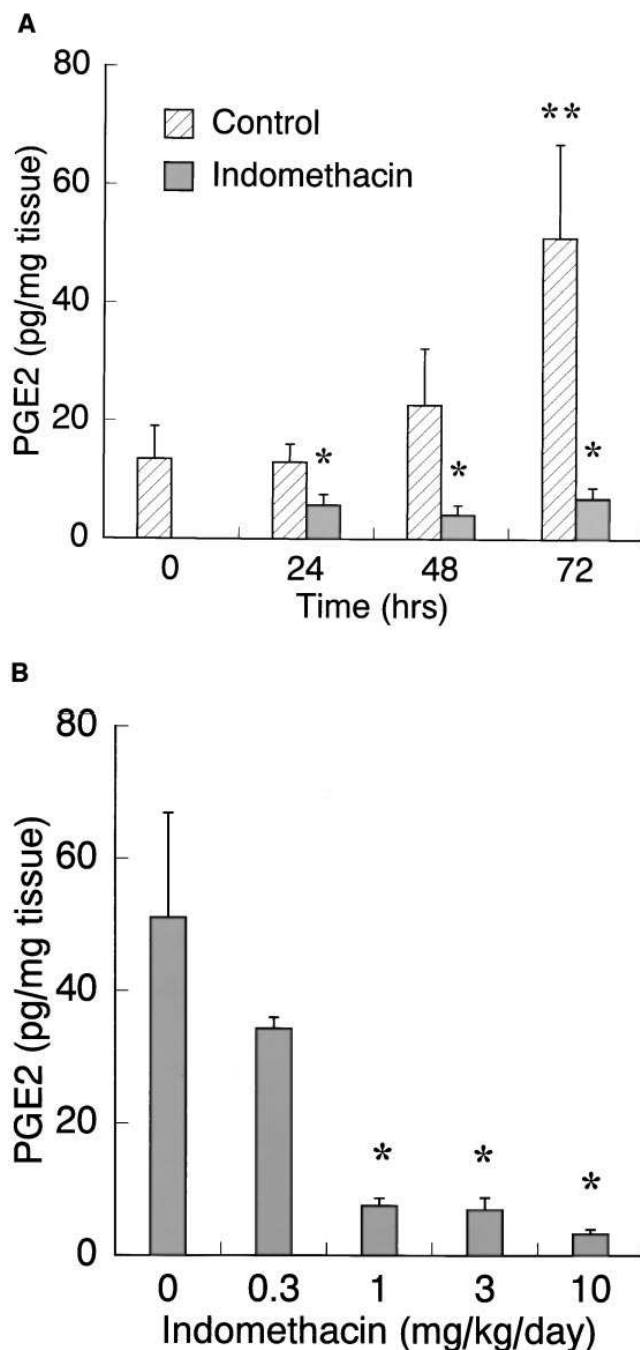 A
80
60
40
20
0
PGE2 (pg/mg tissue)
Control
Indomethacin
*
*
**
*
0 24 48 72
Time (hrs)
B
80
60
40
20
0
PGE2 (pg/mg tissue)
* * *
0 0.3 1 3 10
Indomethacin (mg/kg/day)